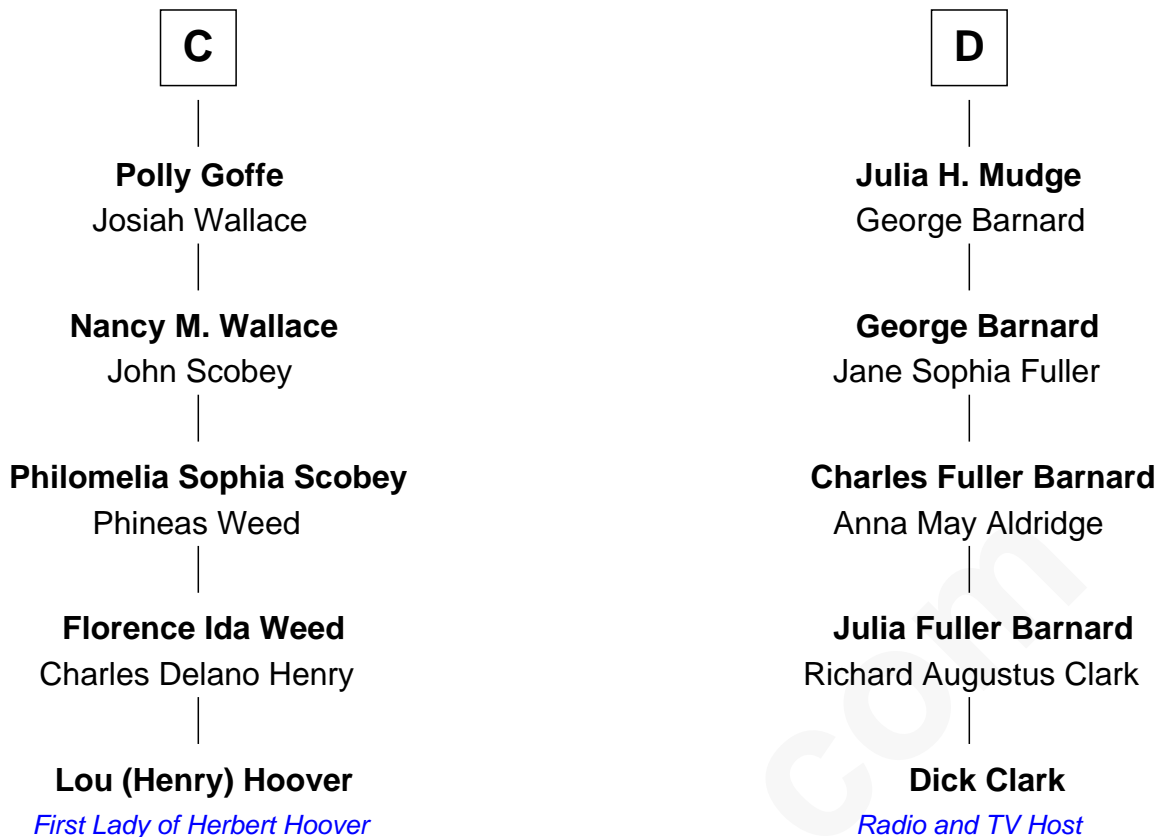 C
Polly Goffe
Josiah Wallace
Nancy M. Wallace
John Scobey
Philomelia Sophia Scobey
Phineas Weed
Florence Ida Weed
Charles Delano Henry
Lou (Henry) Hoover
First Lady of Herbert Hoover
D
Julia H. Mudge
George Barnard
George Barnard
Jane Sophia Fuller
Charles Fuller Barnard
Anna May Aldridge
Julia Fuller Barnard
Richard Augustus Clark
Dick Clark
Radio and TV Host
com